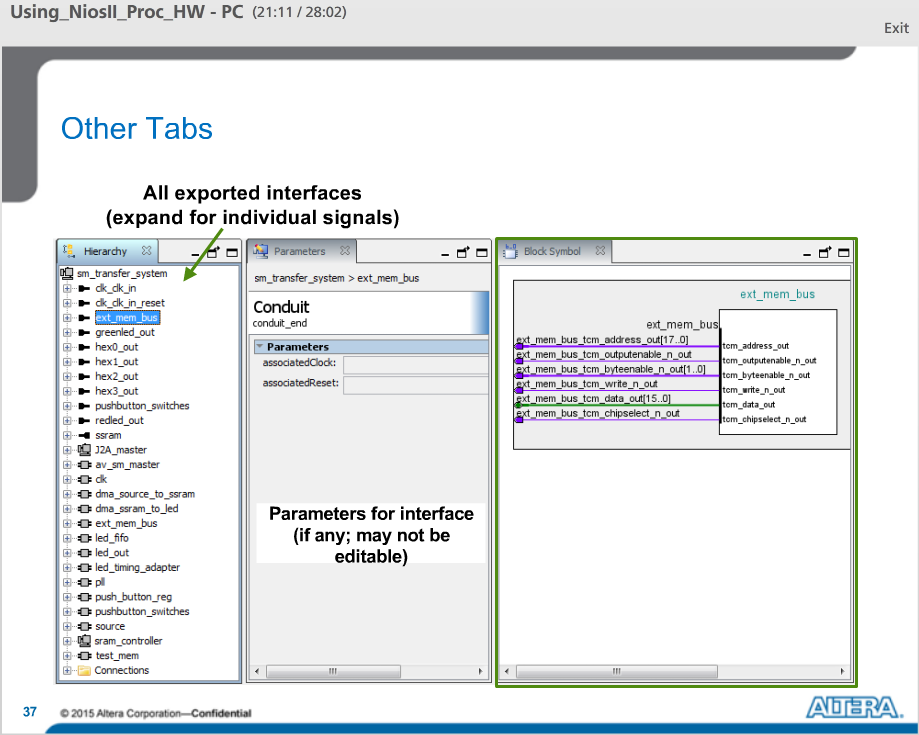 Using_NiosII_Proc_HW - PC (21:11 / 28:02)
Exit
Other Tabs
All exported interfaces
(expand for individual signals)
Hierarchy
sm_transfer_system
clk_clk_in
clk_clk_in_reset
ext_mem_bus
greenled_out
hex0_out
hex1_out
hex2_out
hex3_out
pushbutton_switches
redled_out
ssram
J2A_master
av_sm_master
clk
dma_source_to_ssram
dma_ssram_to_led
ext_mem_bus
led_fifo
led_out
led_timing_adapter
pll
push_button_reg
pushbutton_switches
source
sram_controller
test_mem
Connections
Parameters
sm_transfer_system > ext_mem_bus
Conduit
conduit_end
Parameters
associatedClock:
associatedReset:
Parameters for interface
(if any; may not be
editable)
Block Symbol
ext_mem_bus
ext_mem_bus
ext_mem_bus_tcm_address_out[17..0]
tcm_address_out
ext_mem_bus_tcm_outputenable_n_out
tcm_outputenable_n_out
ext_mem_bus_tcm_byteenable_n_out[1..0]
tcm_byteenable_n_out
ext_mem_bus_tcm_write_n_out
tcm_write_n_out
ext_mem_bus_tcm_data_out[15..0]
tcm_data_out
ext_mem_bus_tcm_chipselect_n_out
tcm_chipselect_n_out
37
© 2015 Altera Corporation—Confidential
ALTERA.